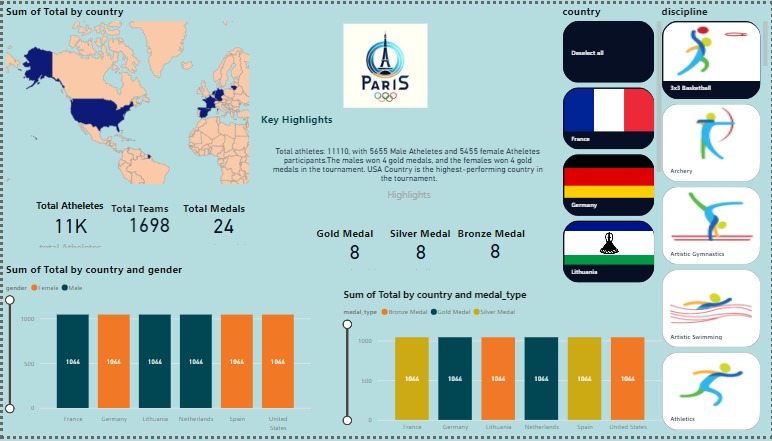 Sum of Total by country
PARIS
Key Highlights
Total athletes: 11110, with 5655 Male Atheletes and 5455 female Atheletes
participants.The males won 4 gold medals, and the females won 4 gold
medals in the tournament. USA Country is the highest-performing country in
the tournament.
Highlights
Total Atheletes
11K
total Atheletes
Total Teams
1698
Total Medals
24
Gold Medal
8
Silver Medal
8
Bronze Medal
8
country
Deselect all
France
Germany
Lithuania
discipline
3x3 Basketball
Archery
Artistic Gymnastics
Artistic Swimming
Athletics
Sum of Total by country and gender
gender Female Male
1000
500
0
1044 1044 1044 1044 1044 1044
France Germany Lithuania Netherlands Spain United
States
Sum of Total by country and medal_type
medal_type Bronze Medal Gold Medal Silver Medal
1000
500
0
1044 1044 1044 1044 1044 1044
France Germany Lithuania Netherlands Spain United States